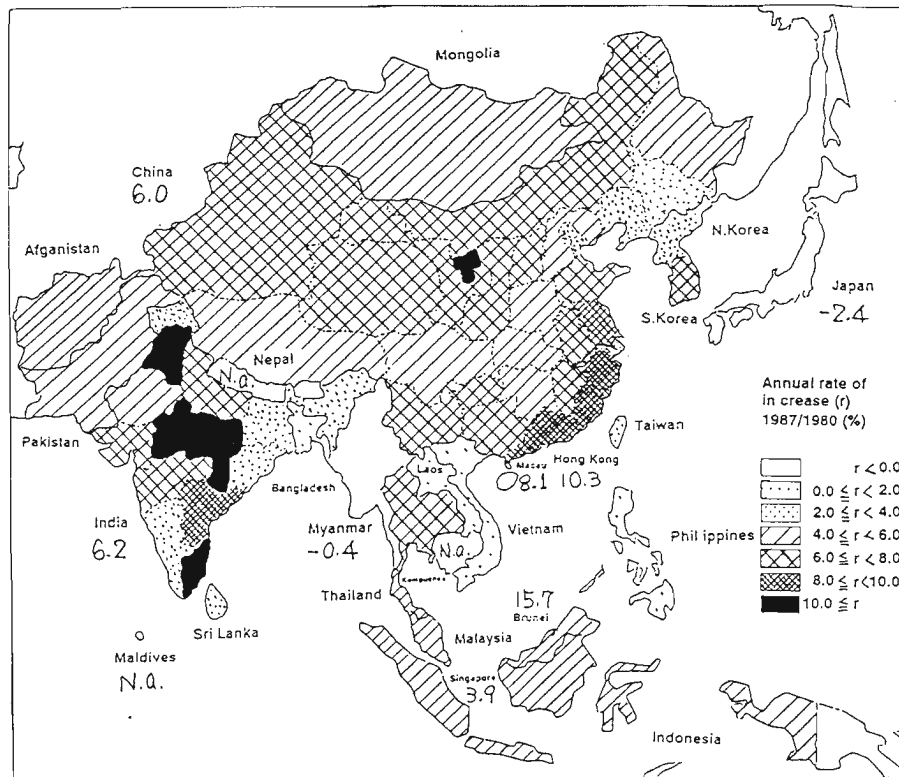 Mongolia
China
6.0
Afganistan
N.Korea
Japan
-2.4
S.Korea
Nepal
N.a.
Annual rate of
in crease (r)
1987/1980 (%)
Pakistan
Taiwan
Hong Kong
Macau
8.1 10.3
Laos
Bangladesh
r < 0.0
0.0 ≦ r < 2.0
2.0 ≦ r < 4.0
4.0 ≦ r < 6.0
6.0 ≦ r < 8.0
8.0 ≦ r < 10.0
10.0 ≦ r
India
6.2
Myanmar
-0.4
Vietnam
N.a.
Philippines
Kampuchea
Thailand
15.7
Brunei
Sri Lanka
Malaysia
Maldives
N.a.
Singapore
3.9
Indonesia